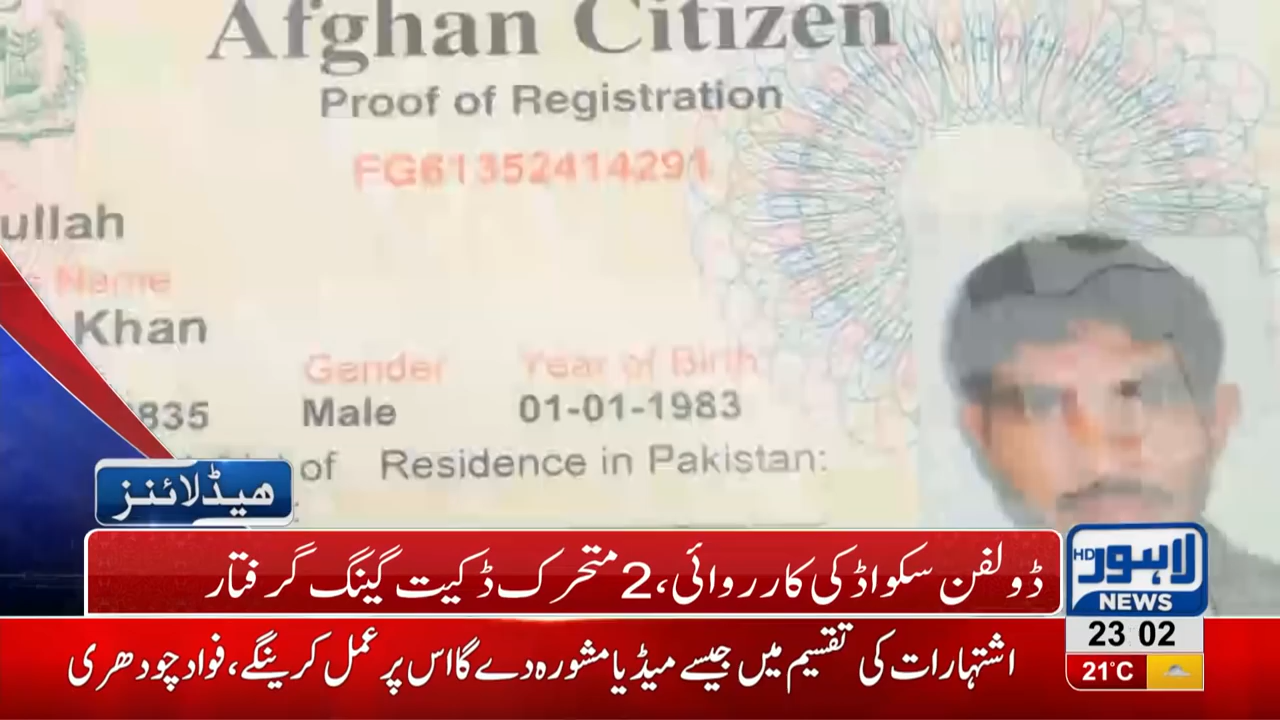 Afghan Citizen
Proof of Registration
FG61352414291
ullah
Name
Khan
Gender Year of Birth
835 Male 01-01-1983
of Residence in Pakistan:
ھیڈلائنز
ڈولفن سکواڈ کی کارروائی، 2 متحرک ڈکیت گینگ گرفتار
لاہور HD
NEWS
23 02
21°C
اشتہارات کی تقسیم میں جیسے میڈیا مشورہ دے گا اس پر عمل کرینگے، فواد چودھری